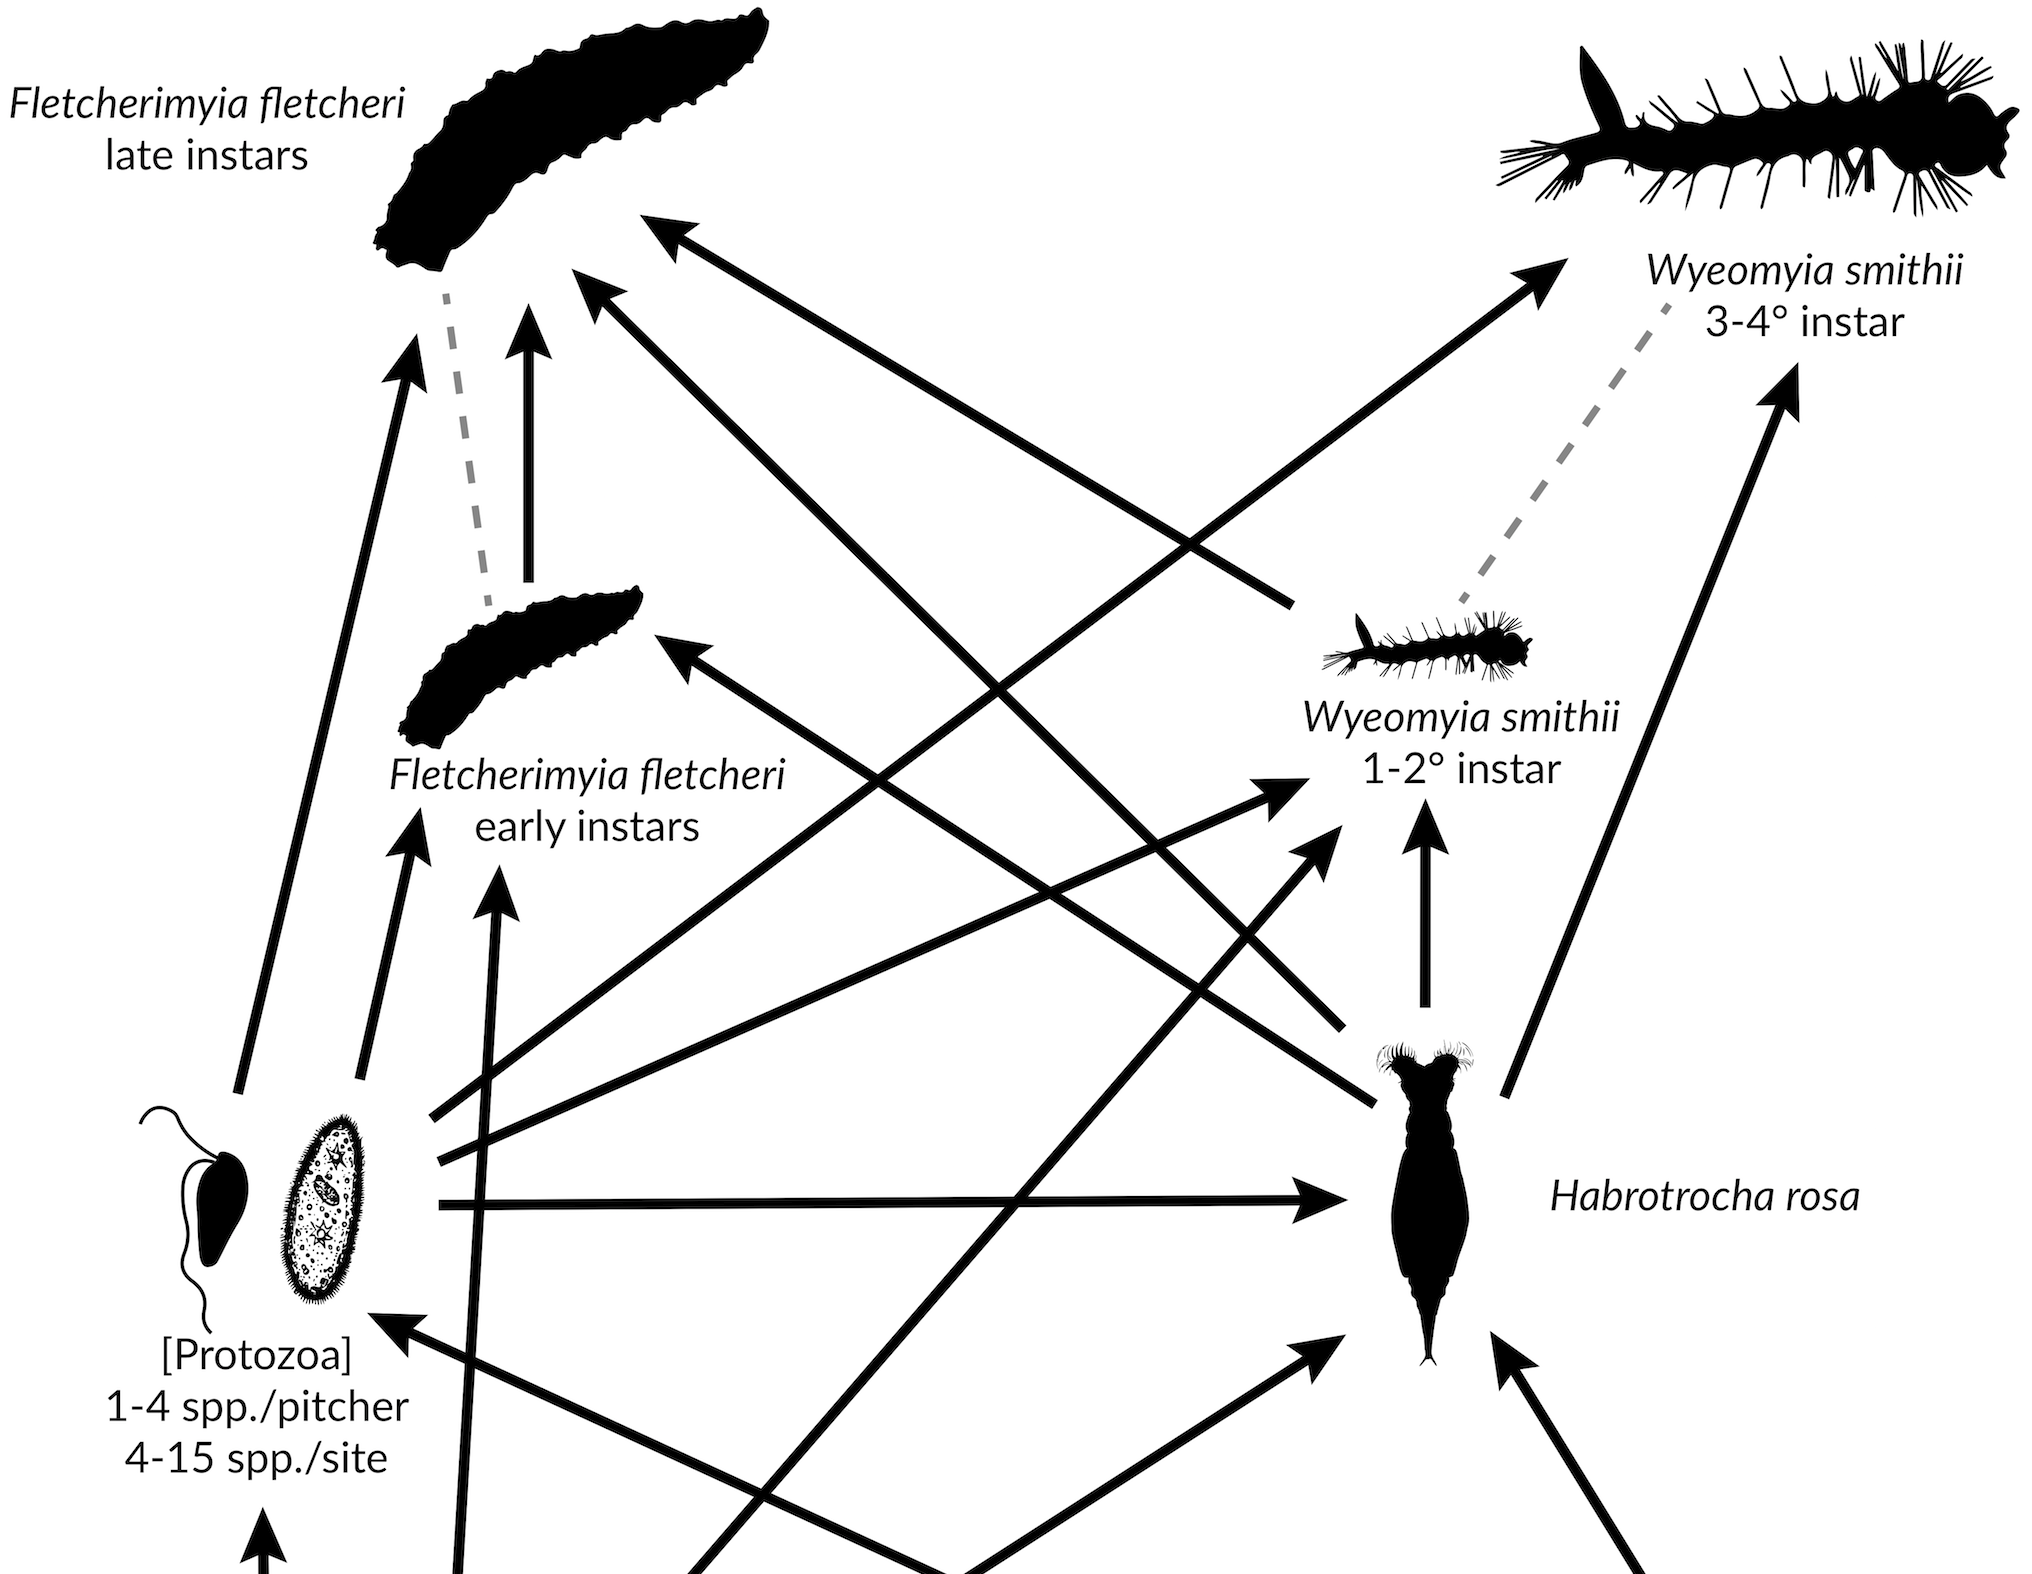 Fletcherimyia fletcheri
late instars
Wyeomyia smithii
3-4° instar
Wyeomyia smithii
1-2° instar
Fletcherimyia fletcheri
early instars
Habrotrocha rosa
[Protozoa]
1-4 spp./pitcher
4-15 spp./site